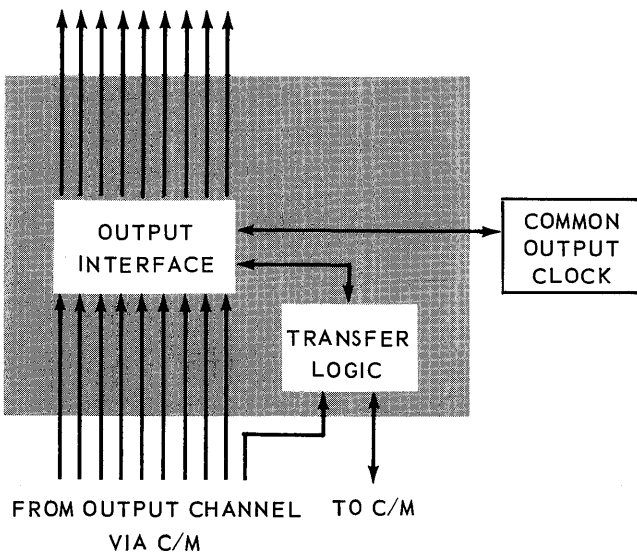 OUTPUT
INTERFACE
COMMON
OUTPUT
CLOCK
TRANSFER
LOGIC
FROM OUTPUT CHANNEL
VIA C/M
TO C/M